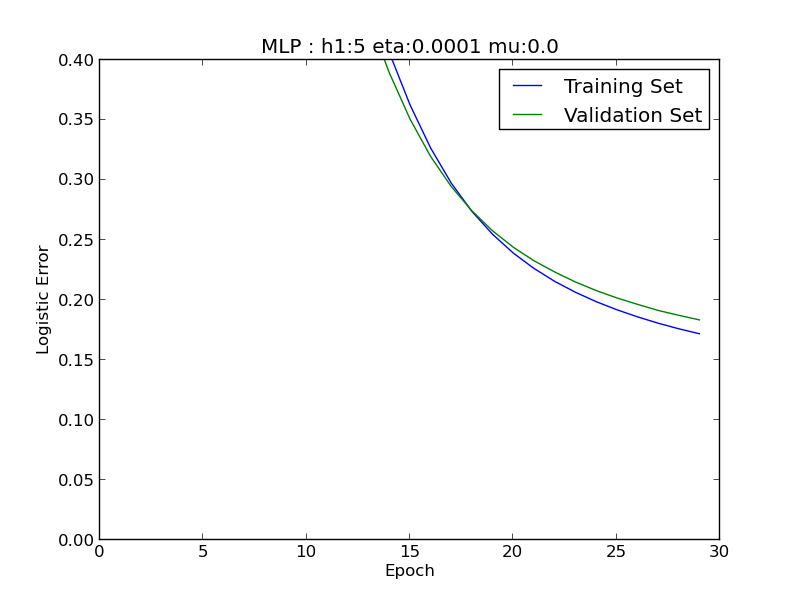 MLP : h1:5 eta:0.0001 mu:0.0
Training Set
Validation Set
0.40
0.35
0.30
0.25
0.20
0.15
0.10
0.05
0.00
Logistic Error
0 5 10 15 20 25 30
Epoch